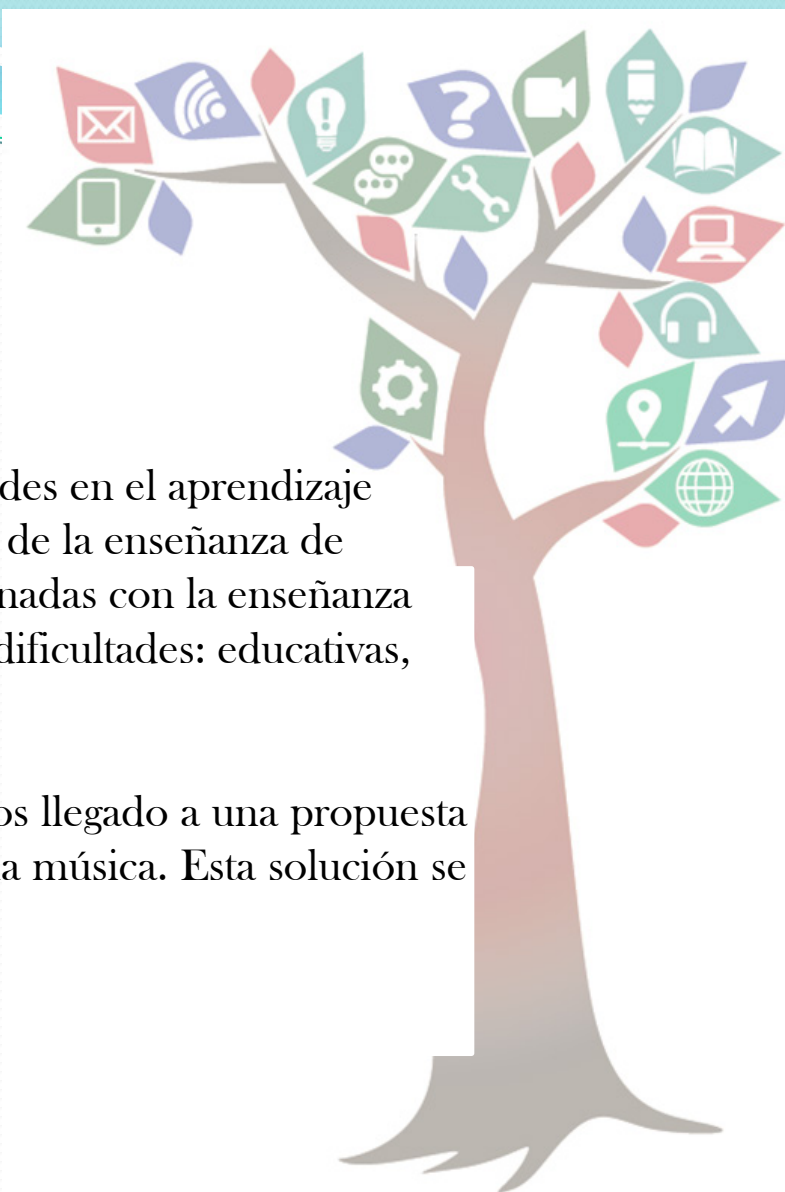 des en el aprendizaje
de la enseñanza de
nadas con la enseñanza
dificultades: educativas,
os llegado a una propuesta
a música. Esta solución se